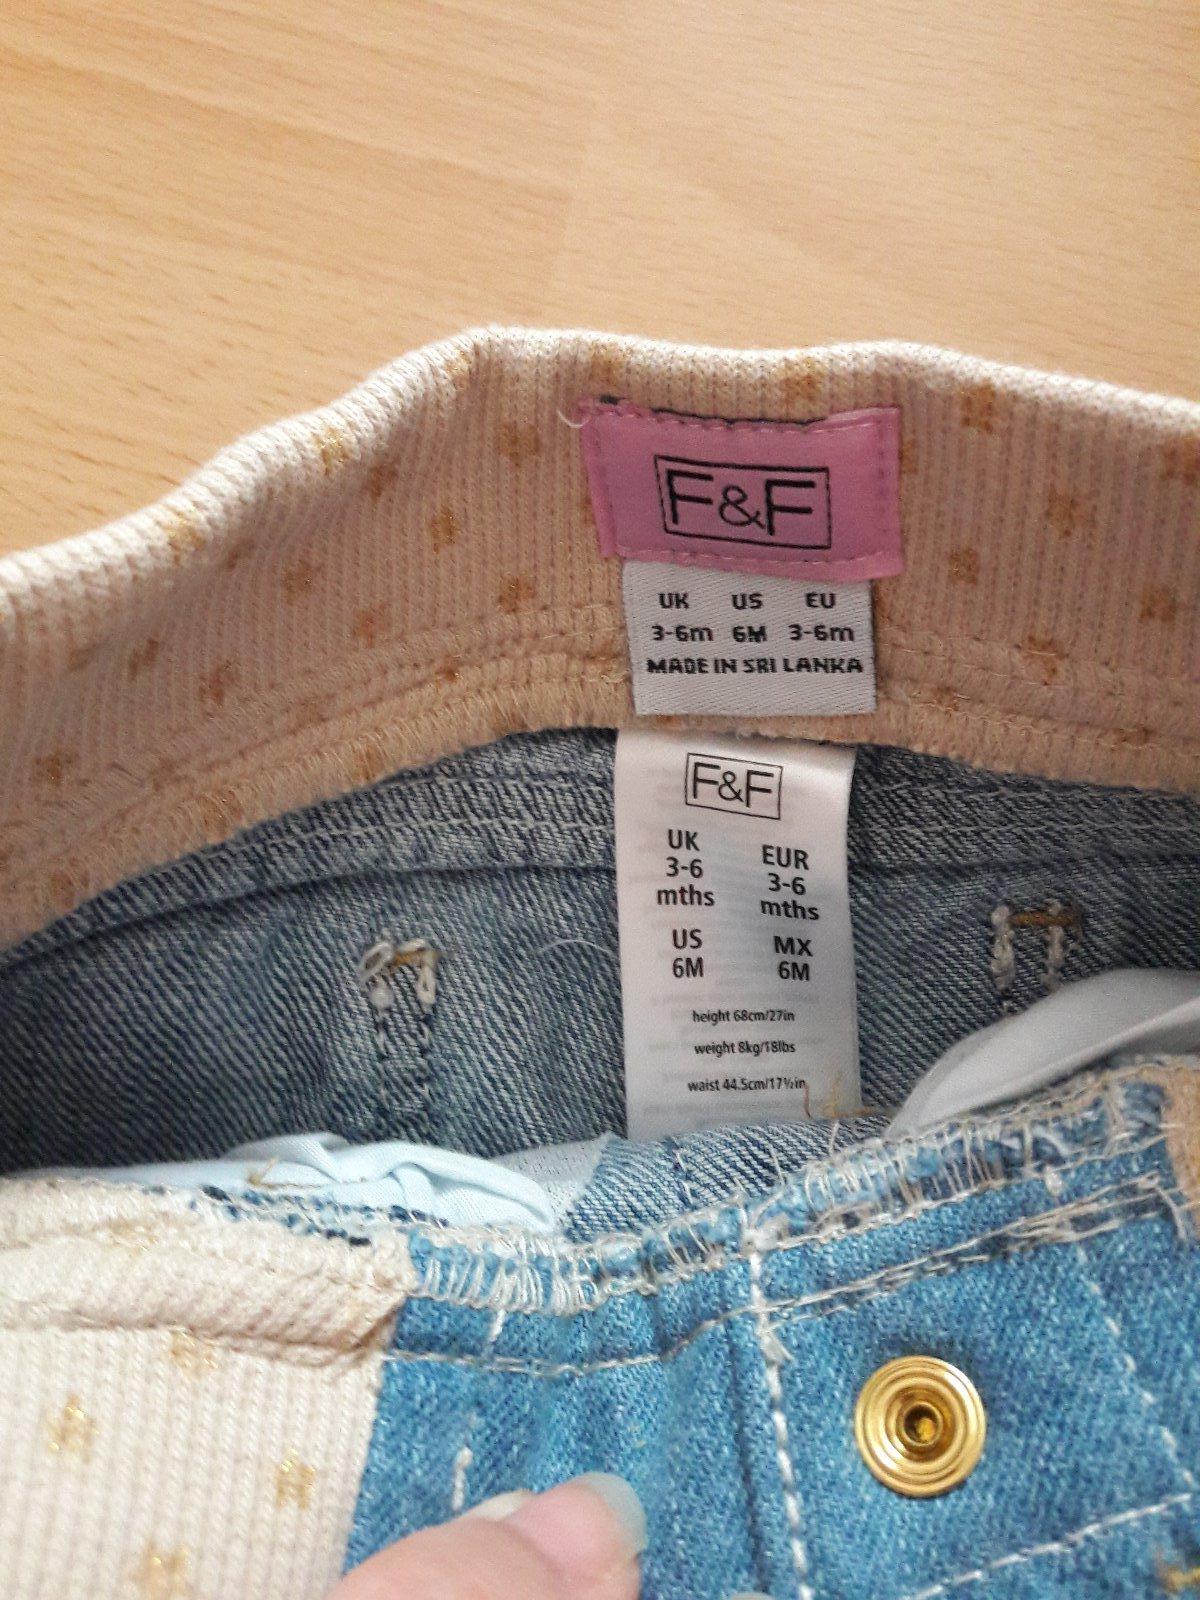 F&F
UK US EU
3-6m 6M 3-6m
MADE IN SRI LANKA
F&F
UK
3-6
mths
EUR
3-6
mths
US
6M
MX
6M
height 68cm/27in
weight 8kg/18lbs
waist 44.5cm/17½in